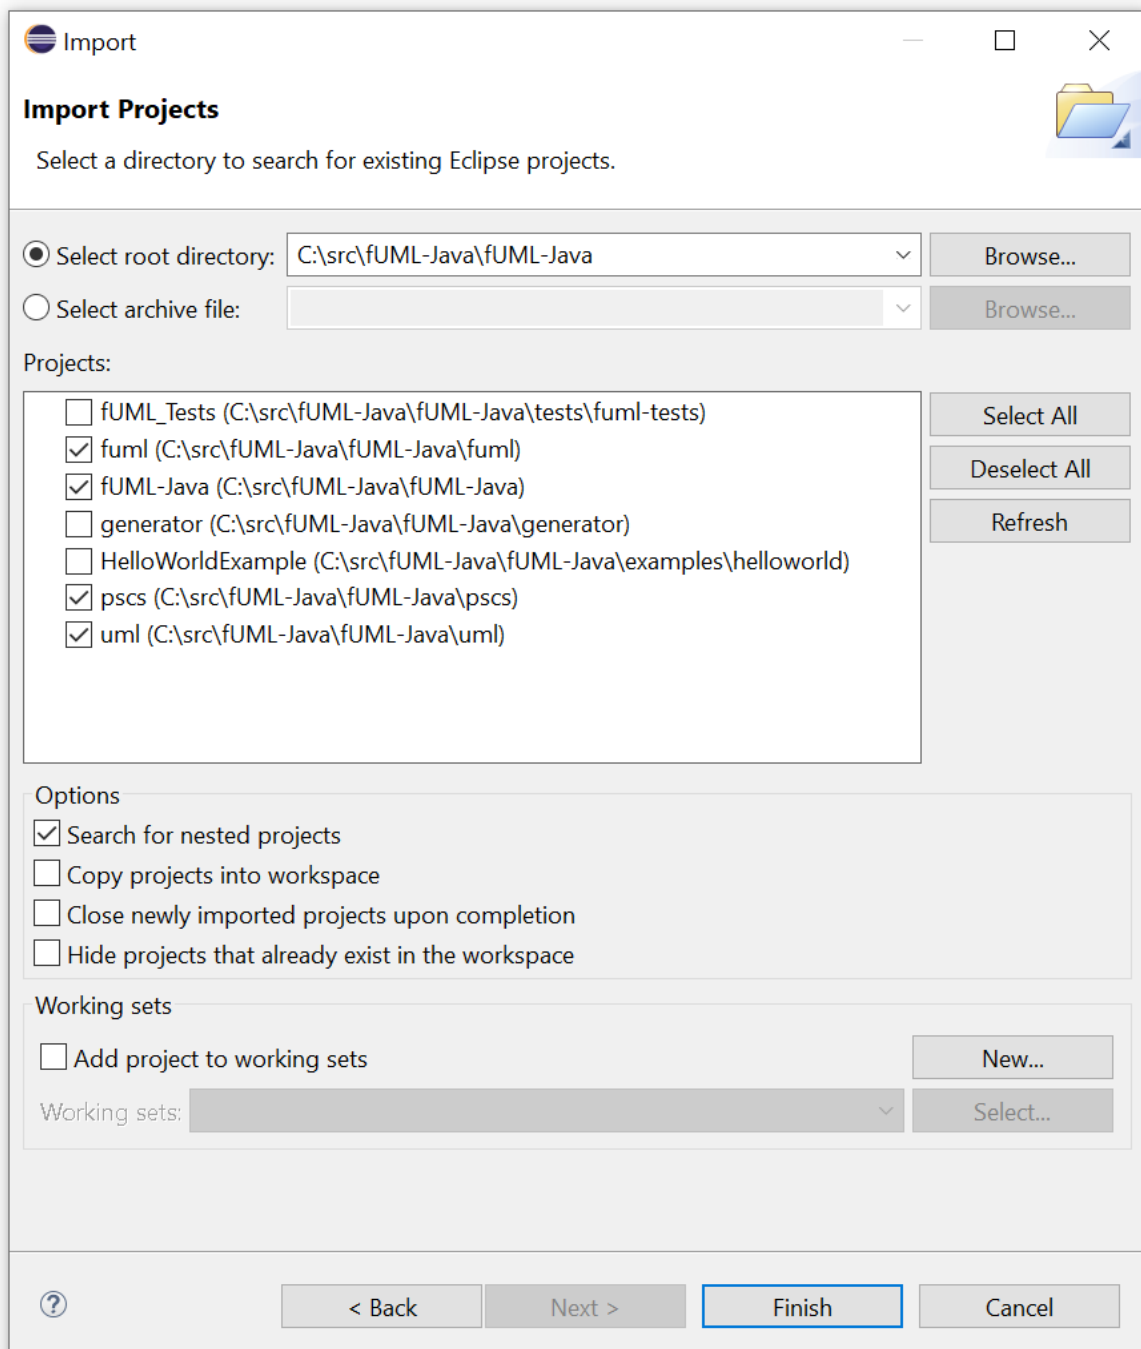 Import
Import Projects
Select a directory to search for existing Eclipse projects.
Select root directory: C:\src\fUML-Java\fUML-Java Browse...
Select archive file: Browse...
Projects:
fUML_Tests (C:\src\fUML-Java\fUML-Java\tests\fuml-tests)
fuml (C:\src\fUML-Java\fUML-Java\fuml)
fUML-Java (C:\src\fUML-Java\fUML-Java)
generator (C:\src\fUML-Java\fUML-Java\generator)
HelloWorldExample (C:\src\fUML-Java\fUML-Java\examples\helloworld)
pscs (C:\src\fUML-Java\fUML-Java\pscs)
uml (C:\src\fUML-Java\fUML-Java\uml)
Select All
Deselect All
Refresh
Options
Search for nested projects
Copy projects into workspace
Close newly imported projects upon completion
Hide projects that already exist in the workspace
Working sets
Add project to working sets New...
Working sets: Select...
? < Back Next > Finish Cancel